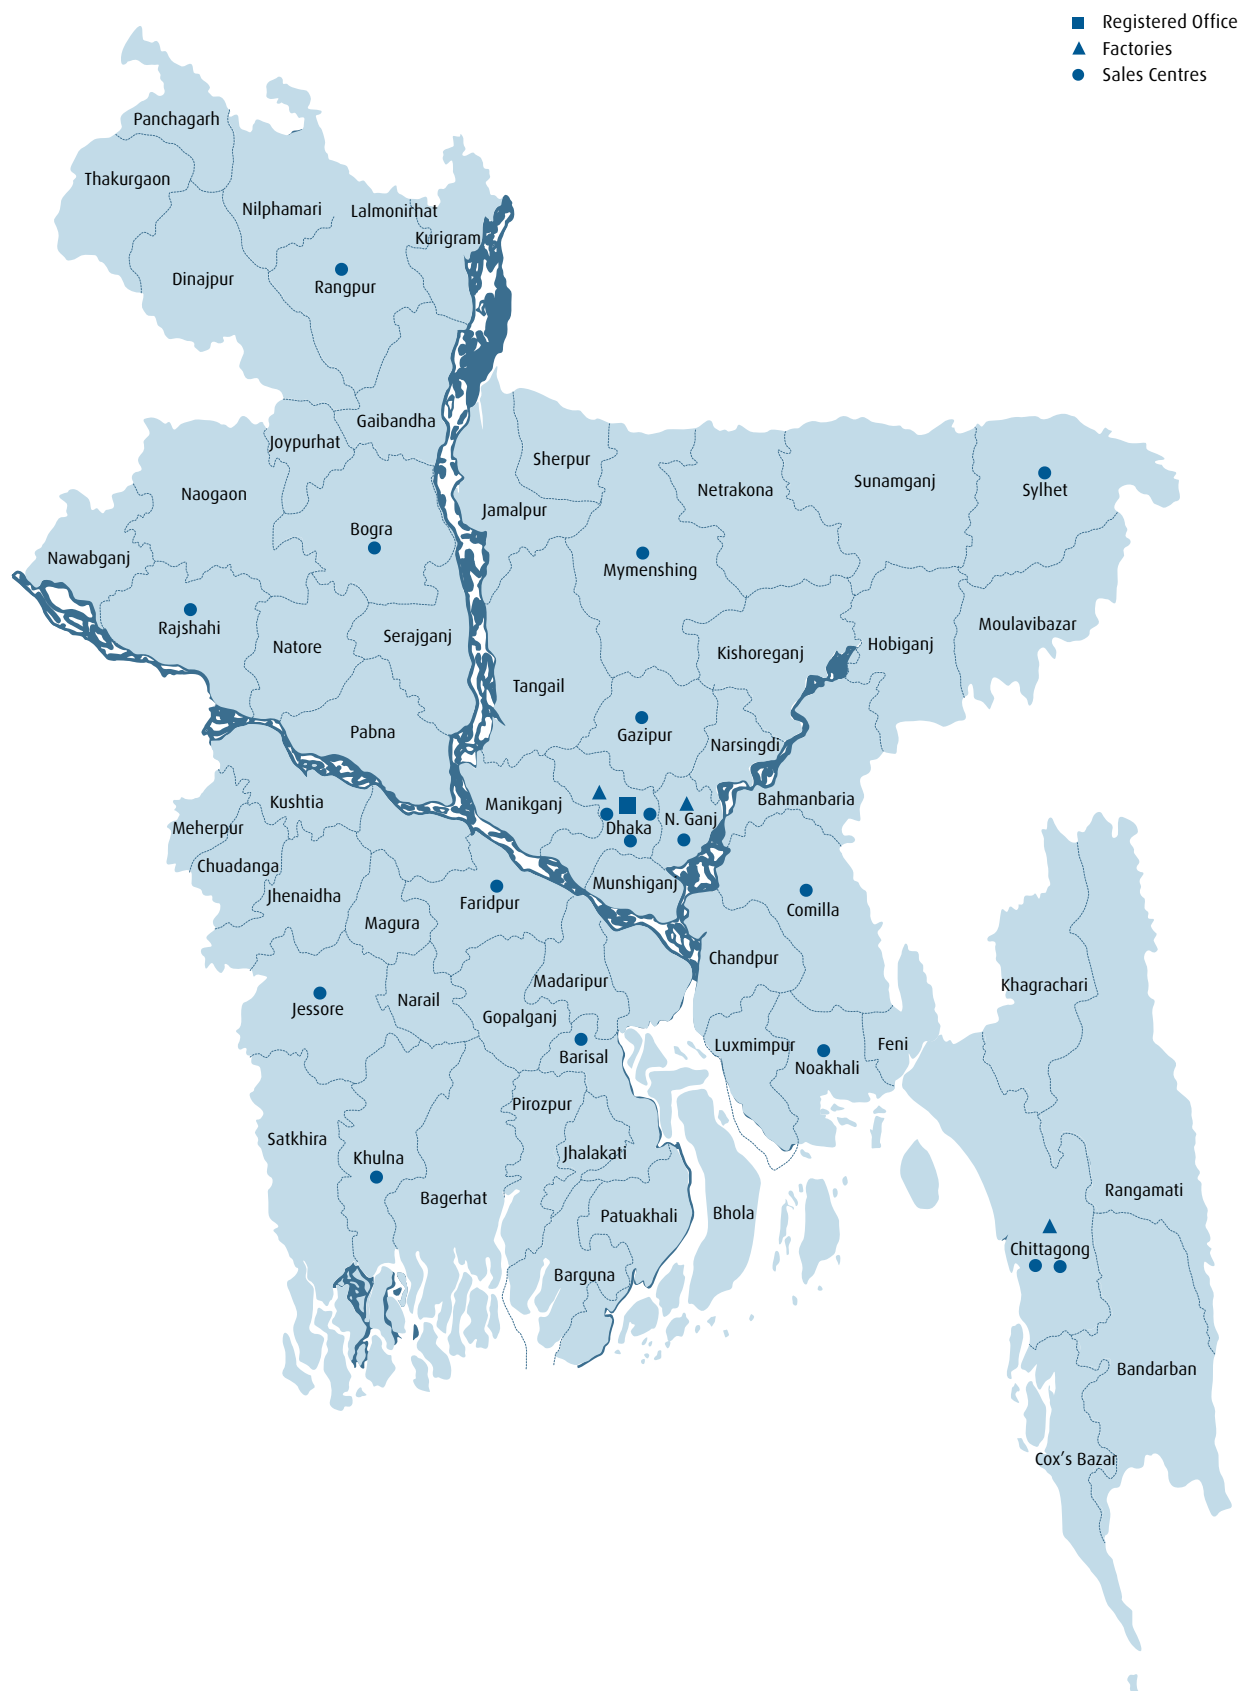 Registered Office
Factories
Sales Centres
Panchagarh
Thakurgaon
Nilphamari
Lalmonirhat
Kurigram
Dinajpur
Rangpur
Gaibandha
Joypurhat
Sherpur
Netrakona
Sunamganj
Sylhet
Naogaon
Jamalpur
Bogra
Nawabganj
Mymenshing
Rajshahi
Moulavibazar
Natore
Serajganj
Hobiganj
Kishoreganj
Tangail
Pabna
Gazipur
Narsingdi
Kushtia
Manikganj
Bahmanbaria
Meherpur
Dhaka
N. Ganj
Chuadanga
Munshiganj
Jhenaidha
Faridpur
Comilla
Magura
Chandpur
Madaripur
Khagrachari
Narail
Jessore
Gopalganj
Luxmimpur
Feni
Barisal
Noakhali
Pirozpur
Satkhira
Khulna
Jhalakati
Bagerhat
Rangamati
Patuakhali
Bhola
Chittagong
Barguna
Bandarban
Cox's Bazar